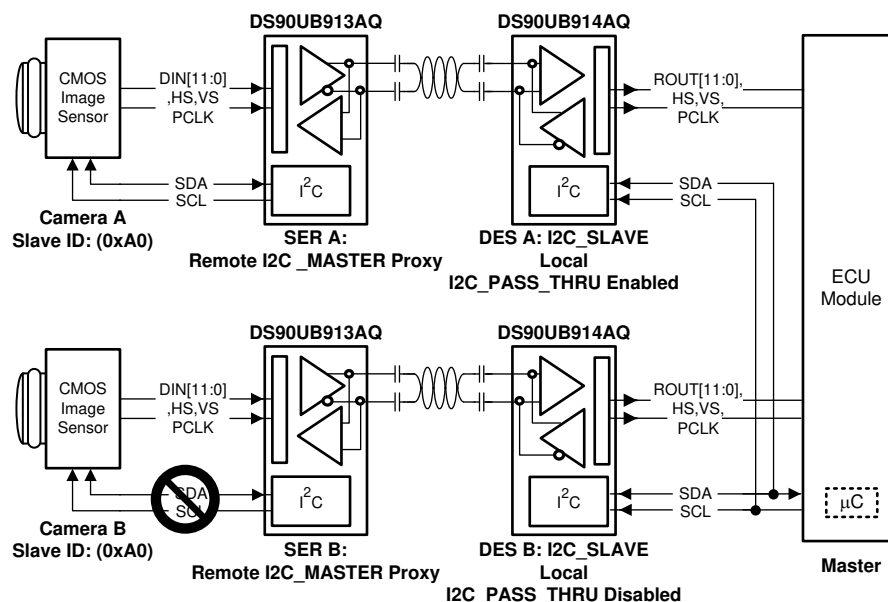 DS90UB913AQ
DS90UB914AQ
CMOS
Image
Sensor
DIN[11:0]
,HS,VS
PCLK
ROUT[11:0],
HS,VS,
PCLK
SDA
SCL
I2C
I2C
SDA
SCL
Camera A
Slave ID: (0xA0)
SER A:
Remote I2C _MASTER Proxy
DES A: I2C_SLAVE
Local
I2C_PASS_THRU Enabled
ECU
Module
DS90UB913AQ
DS90UB914AQ
CMOS
Image
Sensor
DIN[11:0]
,HS,VS
PCLK
ROUT[11:0],
HS,VS,
PCLK
SDA
SCL
I2C
I2C
SDA
SCL
μC
Camera B
Slave ID: (0xA0)
SER B:
Remote I2C_MASTER Proxy
DES B: I2C_SLAVE
Local
I2C_PASS_THRU Disabled
Master